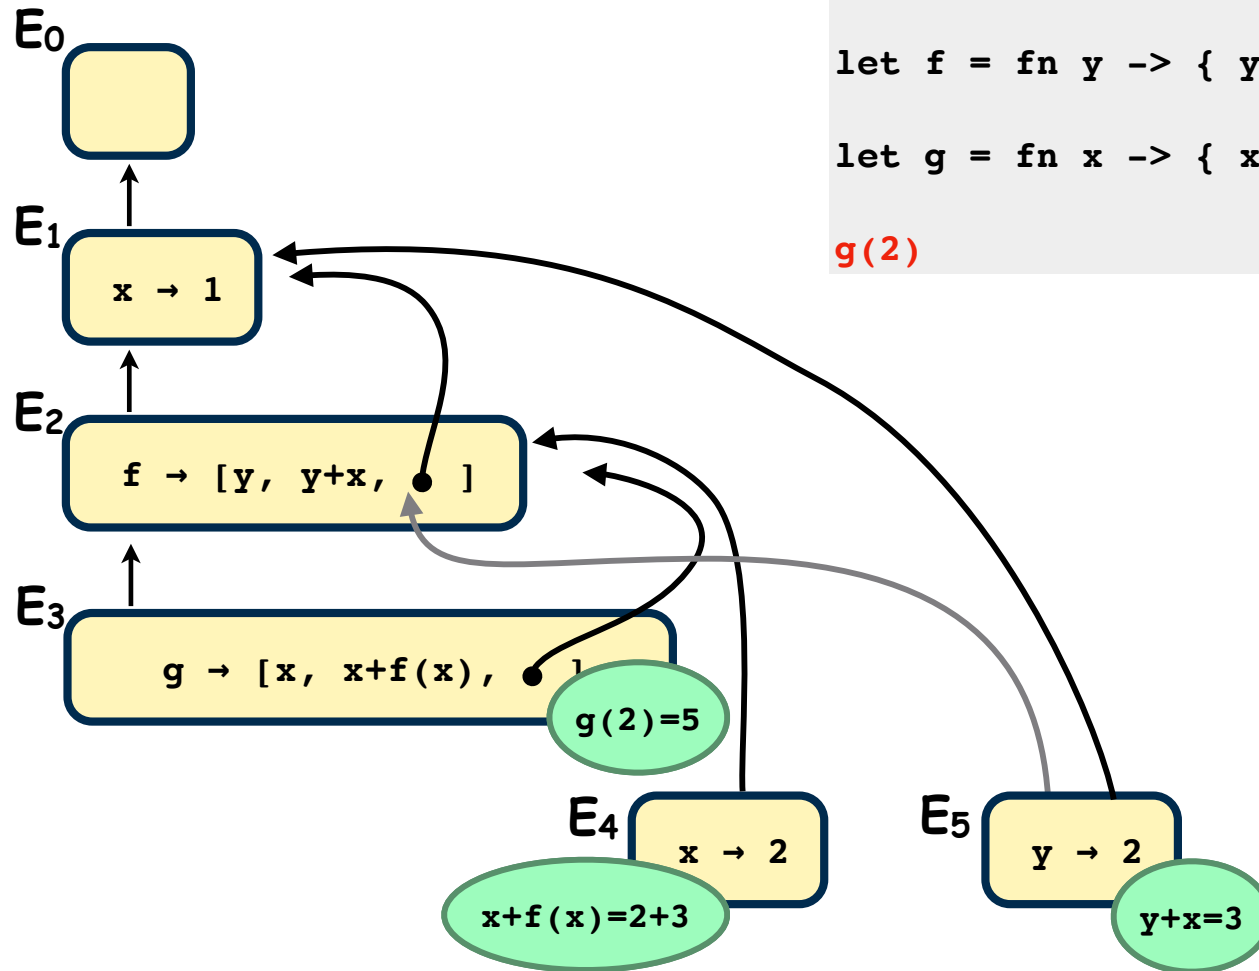 E0
let f = fn y -> { y
let g = fn x -> { x
g(2)
E1
x → 1
E2
f → [y, y+x, ● ]
E3
g → [x, x+f(x), ● ]
g(2)=5
E4
x → 2
x+f(x)=2+3
E5
y → 2
y+x=3